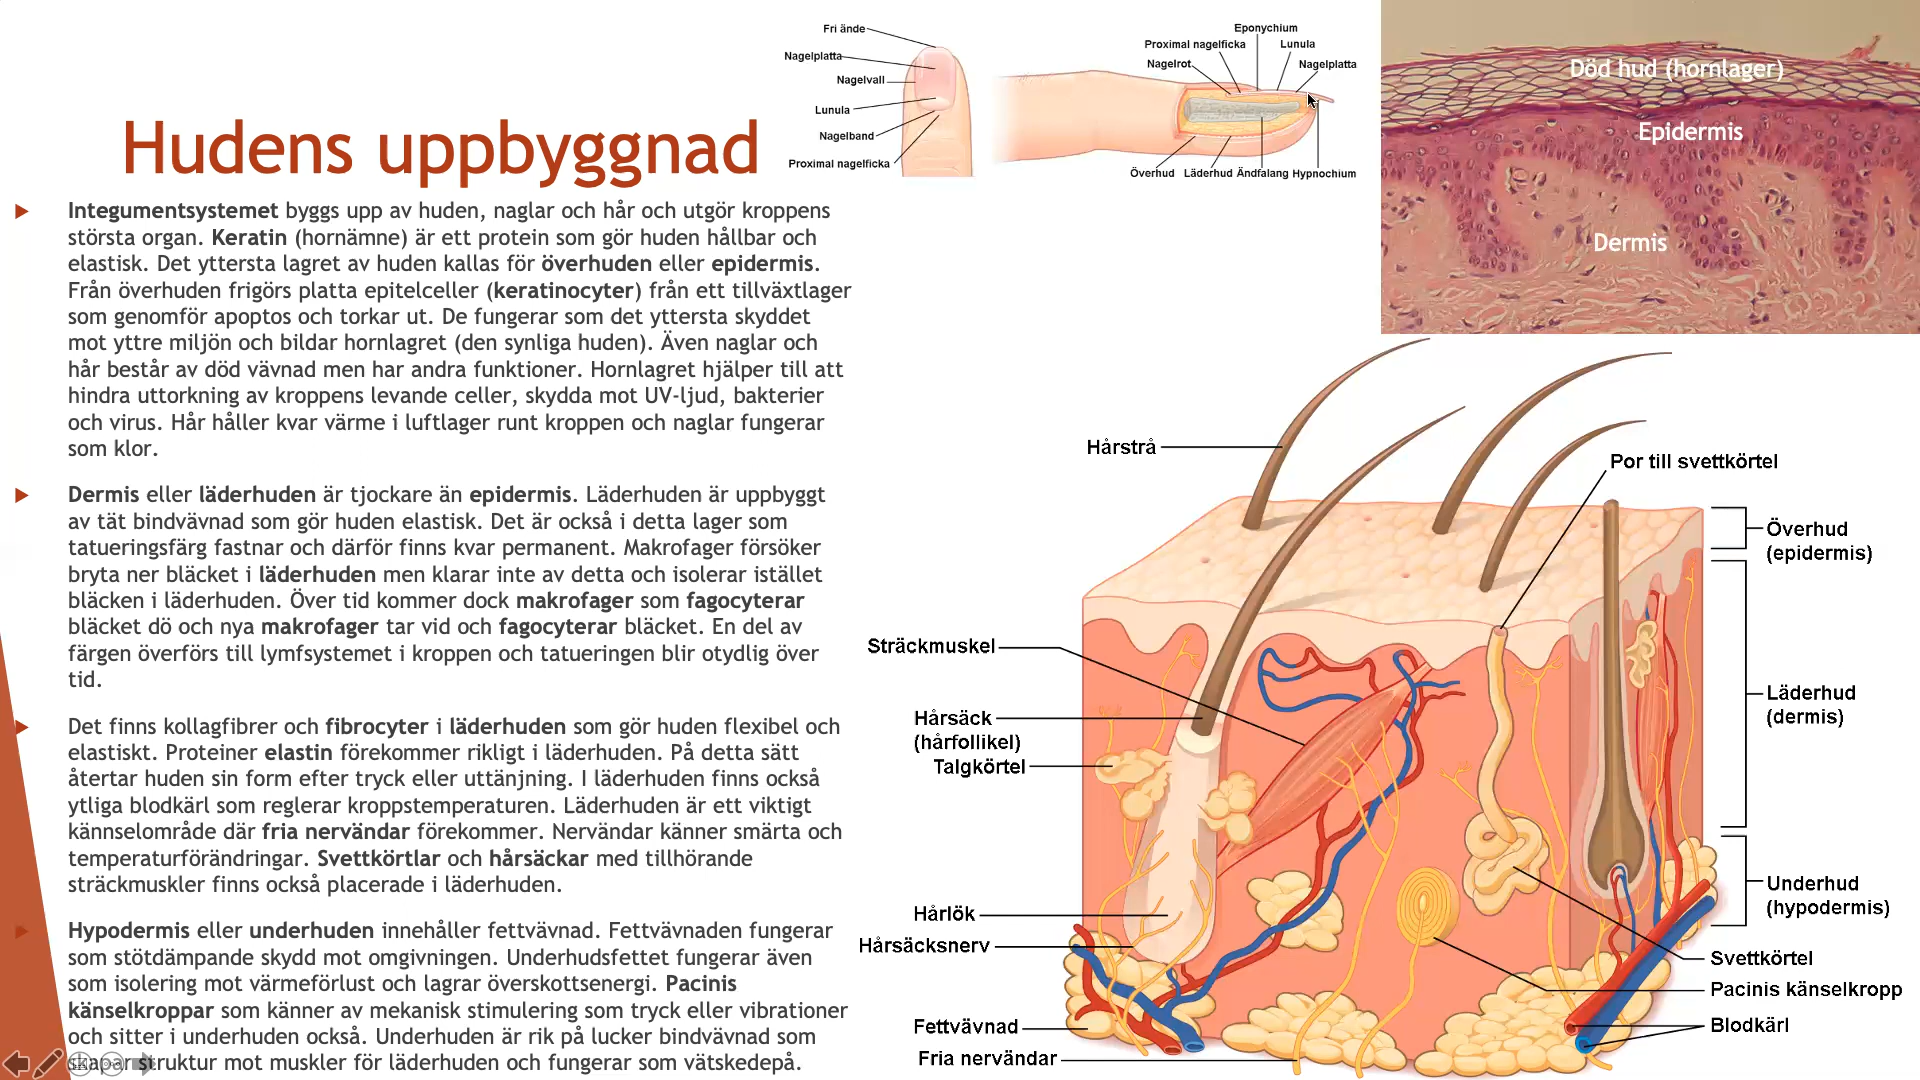 Hudens uppbyggnad
Integumentsystemet byggs upp av huden, naglar och hår och utgör kroppens
största organ. Keratin (hornämne) är ett protein som gör huden hållbar och
elastisk. Det yttersta lagret av huden kallas för överhuden eller epidermis.
Från överhuden frigörs platta epitelceller (keratinocyter) från ett tillväxtlager
som genomför apoptos och torkar ut. De fungerar som det yttersta skyddet
mot yttre miljön och bildar hornlagret (den synliga huden). Även naglar och
hår består av död vävnad men har andra funktioner. Hornlagret hjälper till att
hindra uttorkning av kroppens levande celler, skydda mot UV-ljud, bakterier
och virus. Hår håller kvar värme i luftlager runt kroppen och naglar fungerar
som klor.
Dermis eller läderhuden är tjockare än epidermis. Läderhuden är uppbyggt
av tät bindvävnad som gör huden elastisk. Det är också i detta lager som
tatueringsfärg fastnar och därför finns kvar permanent. Makrofager försöker
bryta ner bläcket i läderhuden men klarar inte av detta och isolerar istället
bläcken i läderhuden. Över tid kommer dock makrofager som fagocyterar
bläcket dö och nya makrofager tar vid och fagocyterar bläcket. En del av
färgen överförs till lymfsystemet i kroppen och tatueringen blir otydlig över
tid.
Det finns kollagfibrer och fibrocyter i läderhuden som gör huden flexibel och
elastiskt. Proteiner elastin förekommer rikligt i läderhuden. På detta sätt
återtar huden sin form efter tryck eller uttänjning. I läderhuden finns också
ytliga blodkärl som reglerar kroppstemperaturen. Läderhuden är ett viktigt
kännselområde där fria nervändar förekommer. Nervändar känner smärta och
temperaturförändringar. Svettkörtlar och hårsäckar med tillhörande
sträckmuskler finns också placerade i läderhuden.
Hypodermis eller underhuden innehåller fettvävnad. Fettvävnaden fungerar
som stötdämpande skydd mot omgivningen. Underhudsfettet fungerar även
som isolering mot värmeförlust och lagrar överskottsenergi. Pacinis
känselkroppar som känner av mekanisk stimulering som tryck eller vibrationer
och sitter i underhuden också. Underhuden är rik på lucker bindvävnad som
skapar struktur mot muskler för läderhuden och fungerar som vätskedepå.
Fri ände
Nagelplatta
Nagelvall
Lunula
Nagelband
Proximal nagelficka
Eponychium
Proximal nagelficka
Lunula
Nagelrot
Nagelplatta
Överhud Läderhud Ändfalang Hypnochium
Död hud (hornlager)
Epidermis
Dermis
Hårstrå
Por till svettkörtel
Överhud
(epidermis)
Sträckmuskel
Läderhud
(dermis)
Hårsäck
(hårfollikel)
Talgkörtel
Underhud
(hypodermis)
Hårlök
Hårsäcksnerv
Svettkörtel
Pacinis känselkropp
Blodkärl
Fettvävnad
Fria nervändar